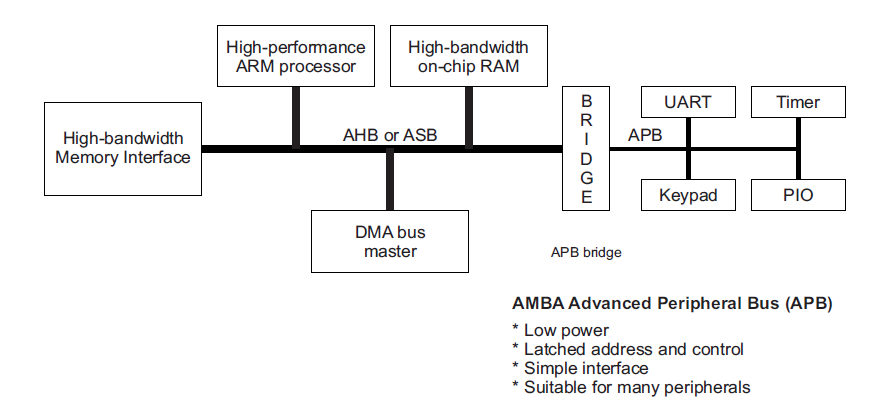 High-performance
ARM processor
High-bandwidth
on-chip RAM
High-bandwidth
Memory Interface
AHB or ASB
DMA bus
master
B
R
I
D
G
E
APB
UART
Timer
Keypad
PIO
APB bridge
AMBA Advanced Peripheral Bus (APB)
* Low power
* Latched address and control
* Simple interface
* Suitable for many peripherals